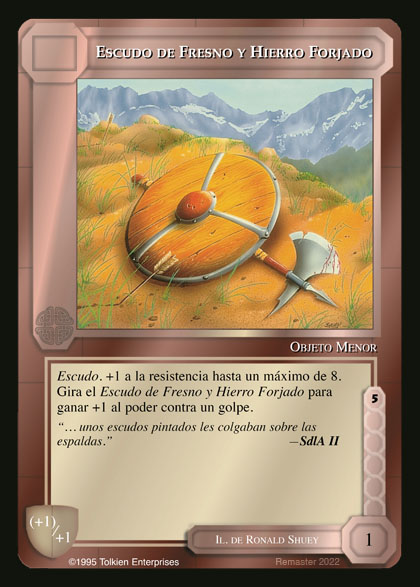 Escudo de Fresno y Hierro Forjado
Objeto Menor
Escudo. +1 a la resistencia hasta un máximo de 8.
Gira el Escudo de Fresno y Hierro Forjado para
ganar +1 al poder contra un golpe.
“… unos escudos pintados les colgaban sobre las
espaldas.” —SdlA II
5
(+1)/+1
Il. de Ronald Shuey
1
©1995 Tolkien Enterprises
Remaster 2022